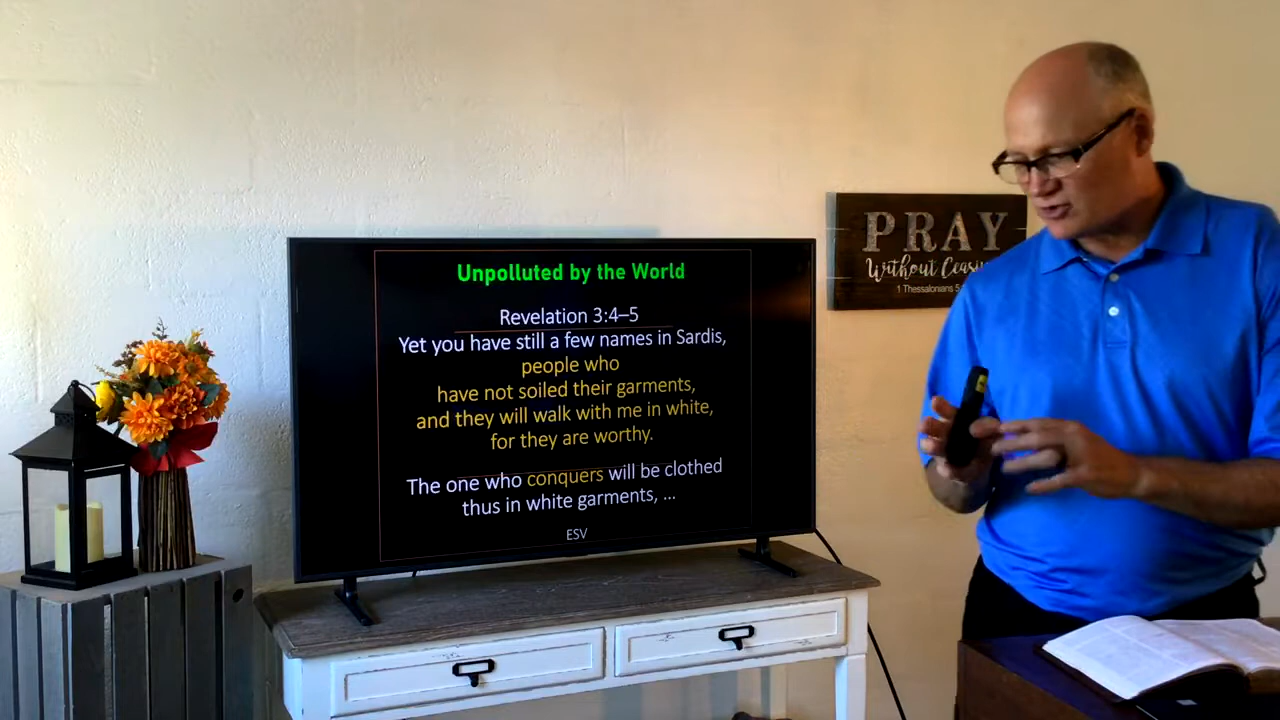 Unpolluted by the World
Revelation 3:4–5
Yet you have still a few names in Sardis,
people who
have not soiled their garments,
and they will walk with me in white,
for they are worthy.
The one who conquers will be clothed
thus in white garments, ...
ESV
PRAY
Without
1 Thessalonians